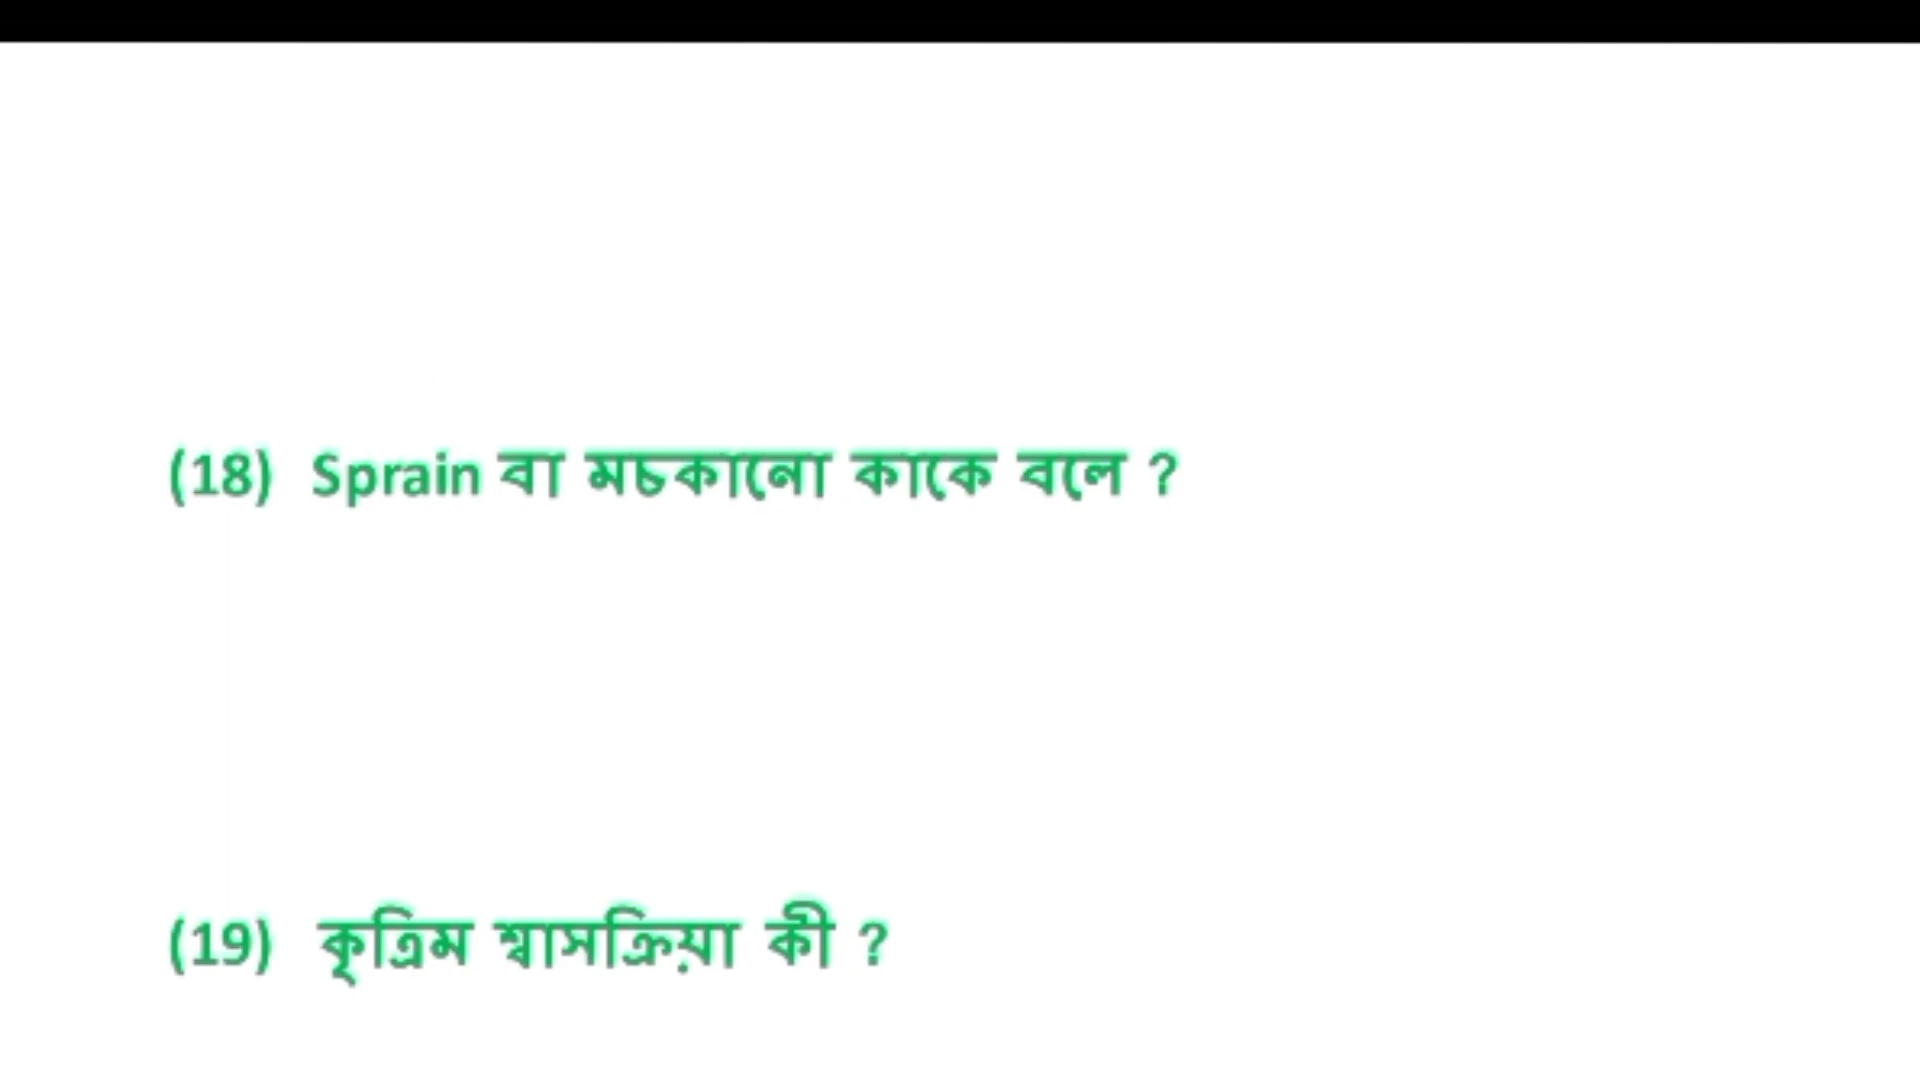 (18) Sprain বা মচকানো কাকে বলে ?
(19) কৃত্রিম শ্বাসক্রিয়া কী ?